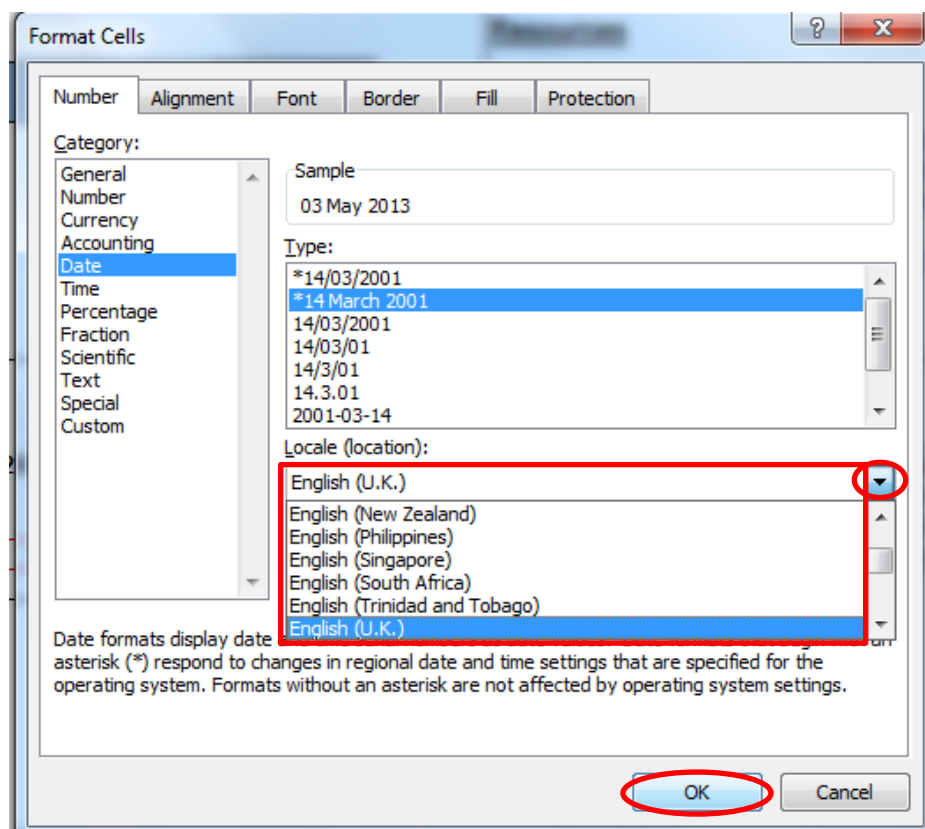 Format Cells
Resources
?
X
Number
Alignment
Font
Border
Fill
Protection
Category:
General
Number
Currency
Accounting
Date
Time
Percentage
Fraction
Scientific
Text
Special
Custom
Sample
03 May 2013
Type:
*14/03/2001
*14 March 2001
14/03/2001
14/03/01
14/3/01
14.3.01
2001-03-14
Locale (location):
English (U.K.)
English (New Zealand)
English (Philippines)
English (Singapore)
English (South Africa)
English (Trinidad and Tobago)
English (U.K.)
Date formats display date
asterisk (*) respond to changes in regional date and time settings that are specified for the
operating system. Formats without an asterisk are not affected by operating system settings.
OK
Cancel